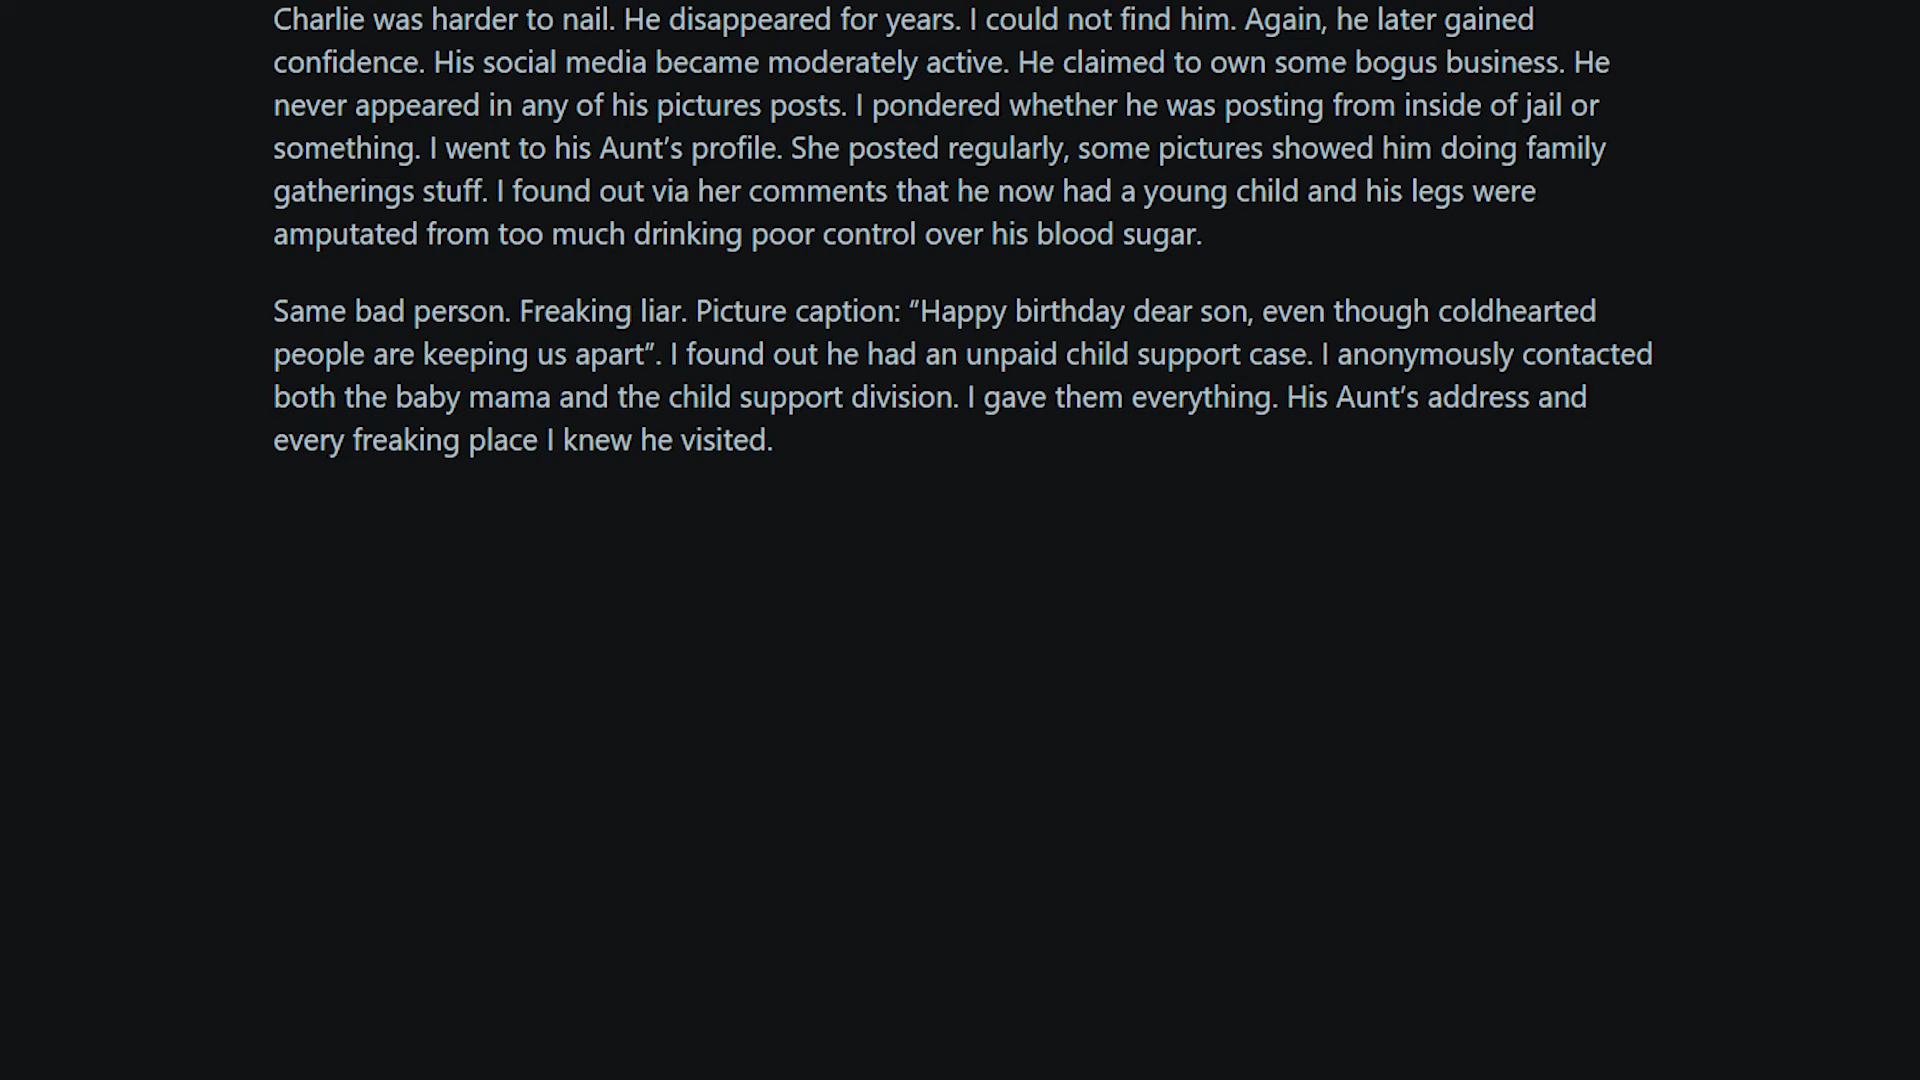 Charlie was harder to nail. He disappeared for years. I could not find him. Again, he later gained
confidence. His social media became moderately active. He claimed to own some bogus business. He
never appeared in any of his pictures posts. I pondered whether he was posting from inside of jail or
something. I went to his Aunt’s profile. She posted regularly, some pictures showed him doing family
gatherings stuff. I found out via her comments that he now had a young child and his legs were
amputated from too much drinking poor control over his blood sugar.
Same bad person. Freaking liar. Picture caption: “Happy birthday dear son, even though coldhearted
people are keeping us apart”. I found out he had an unpaid child support case. I anonymously contacted
both the baby mama and the child support division. I gave them everything. His Aunt’s address and
every freaking place I knew he visited.